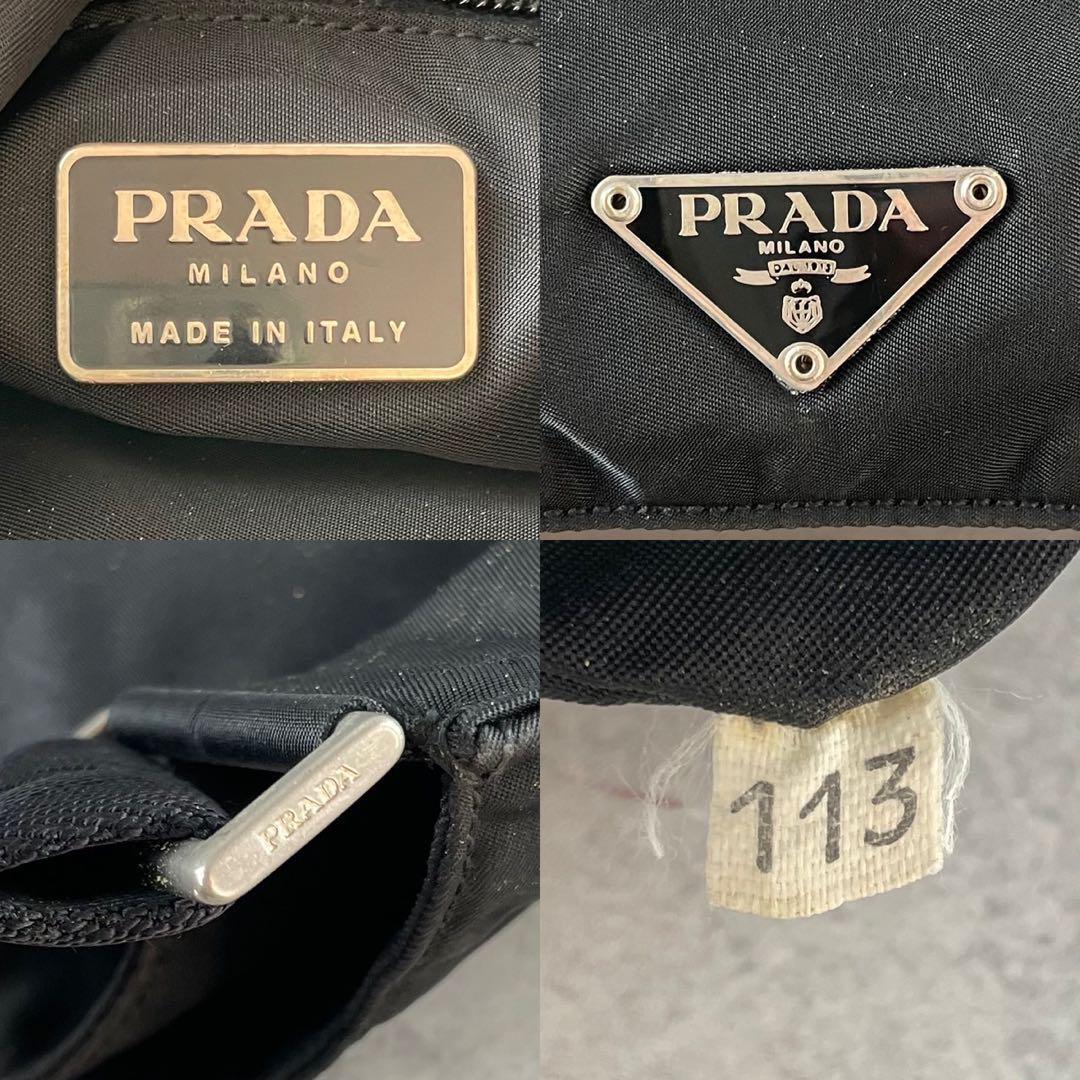 PRADA
MILANO
MADE IN ITALY
PRADA
MILANO
DAL 1913
PRADA
113